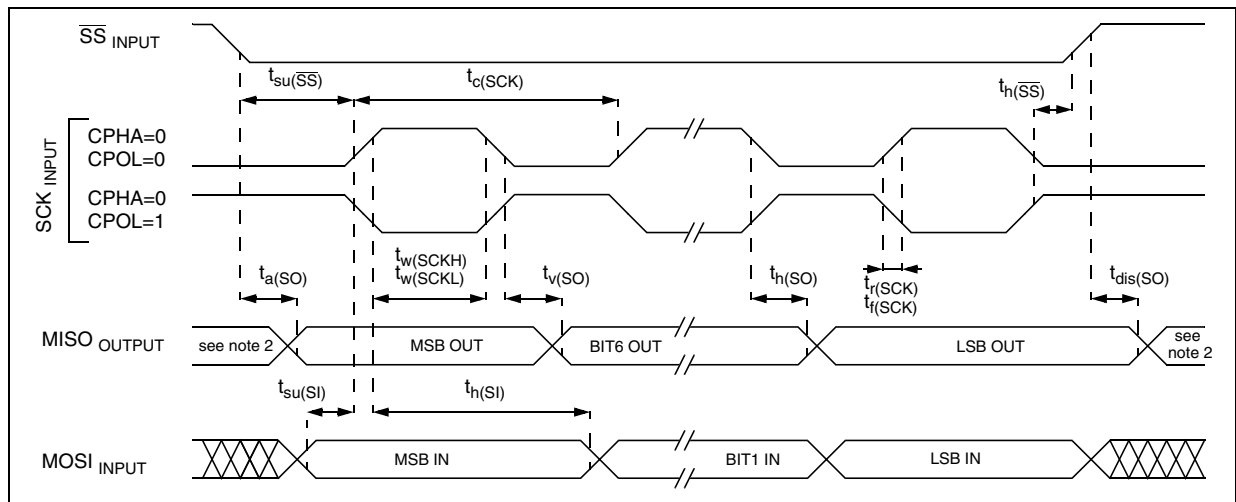 SS INPUT
tsu(SS)
tc(SCK)
th(SS)
SCK INPUT
CPHA=0
CPOL=0
CPHA=0
CPOL=1
ta(SO)
tw(SCKH)
tw(SCKL)
tv(SO)
th(SO)
tr(SCK)
tf(SCK)
tdis(SO)
MISO OUTPUT
see note 2
MSB OUT
BIT6 OUT
LSB OUT
see
note 2
tsu(SI)
th(SI)
MOSI INPUT
MSB IN
BIT1 IN
LSB IN